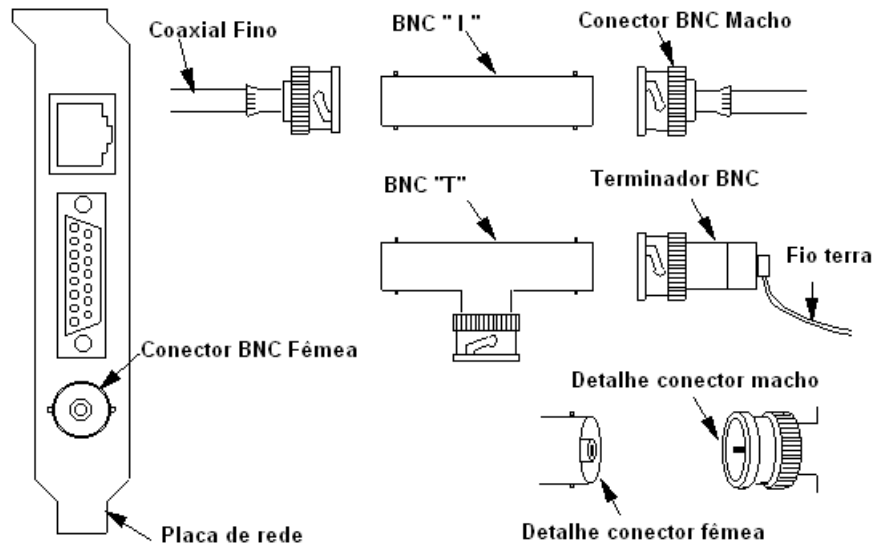 Coaxial Fino
BNC " I "
Conector BNC Macho
BNC "T"
Terminador BNC
Fio terra
Conector BNC Fêmea
Detalhe conector macho
Placa de rede
Detalhe conector fêmea